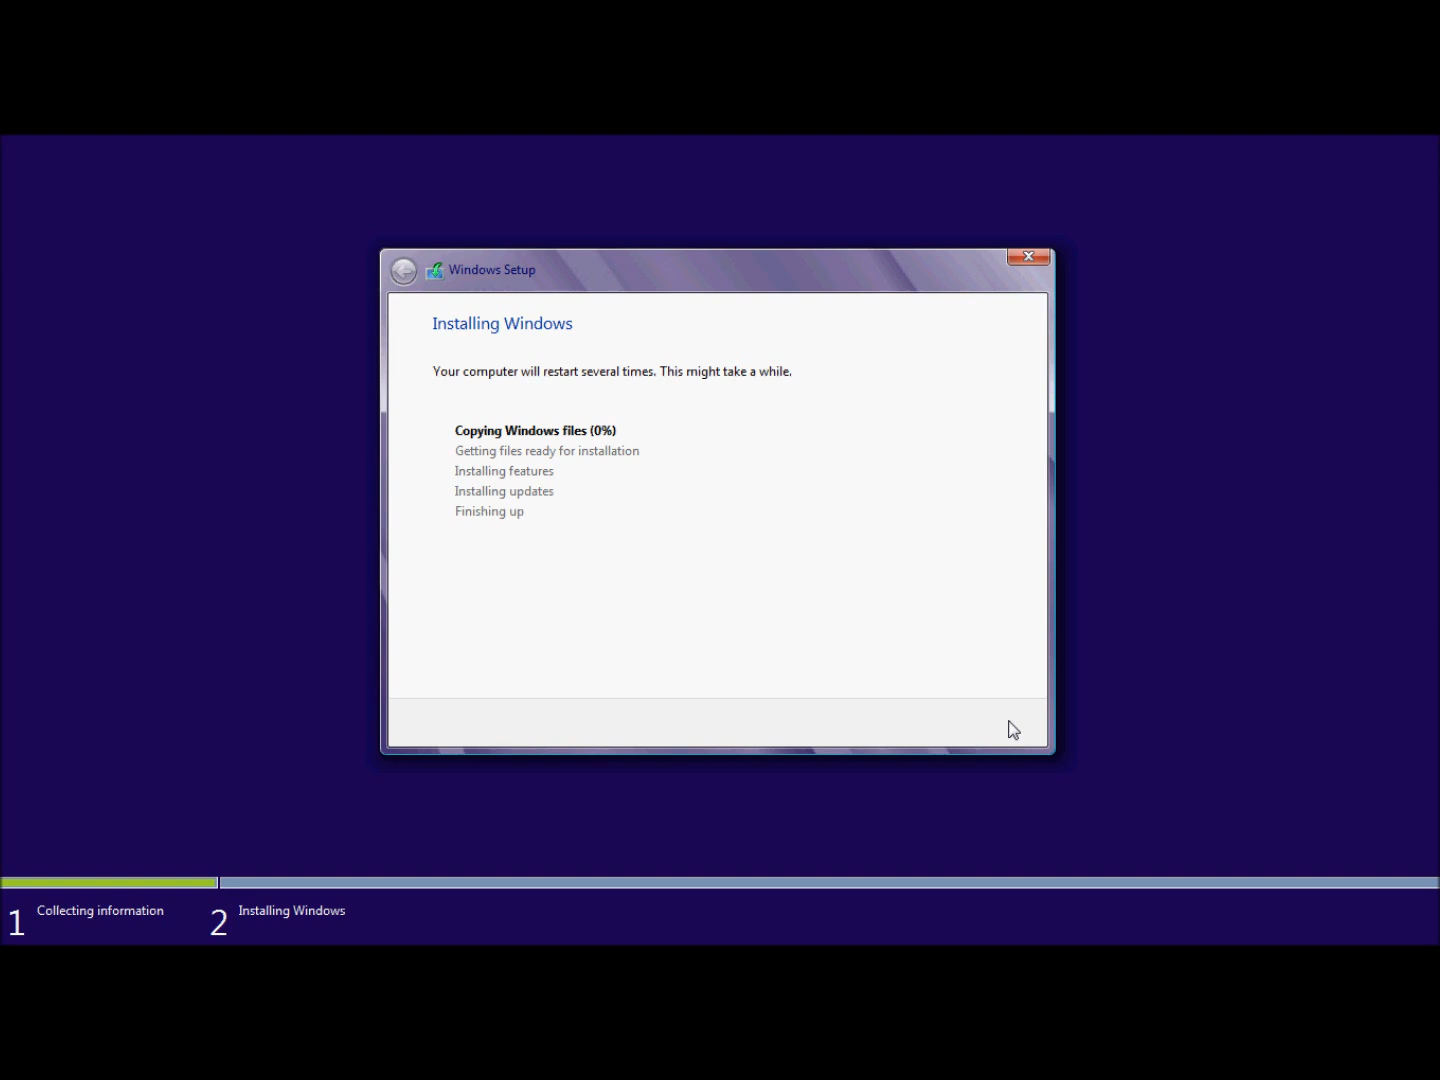 Windows Setup
Installing Windows
Your computer will restart several times. This might take a while.
Copying Windows files (0%)
Getting files ready for installation
Installing features
Installing updates
Finishing up
1 Collecting information 2 Installing Windows